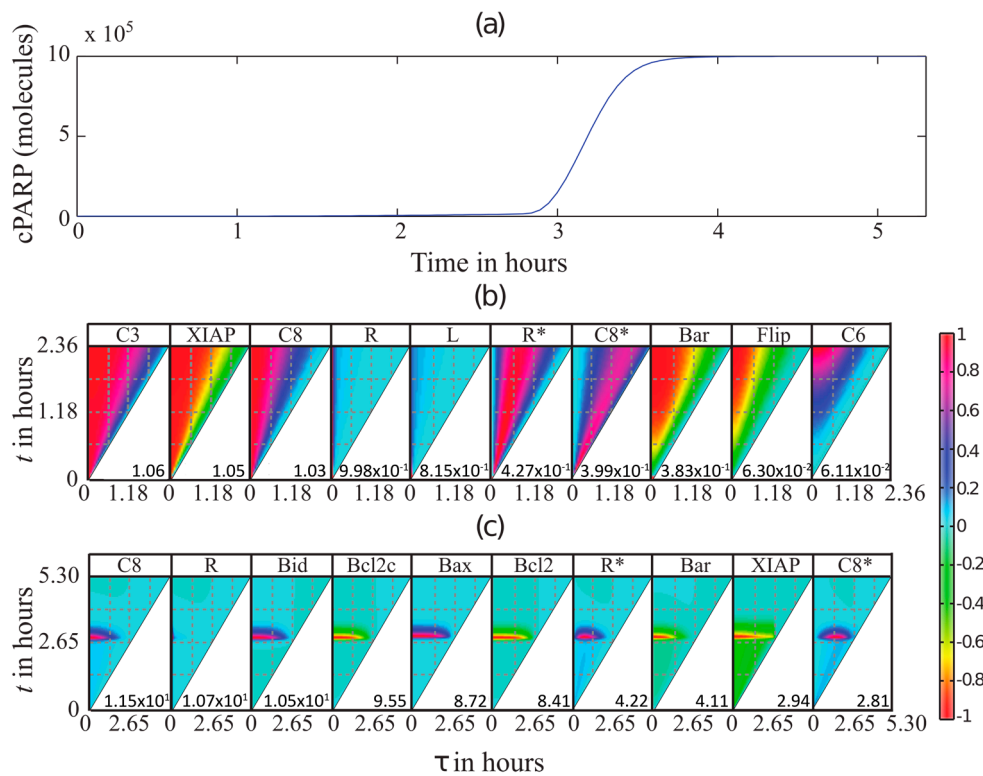 (a)
x 10⁵
10
5
0
cPARP (molecules)
0 1 2 3 4 5
Time in hours
(b)
C3 XIAP C8 R L R* C8* Bar Flip C6
2.36
1.18
0
t in hours
1.06 1.05 1.03 9.98x10⁻¹ 8.15x10⁻¹ 4.27x10⁻¹ 3.99x10⁻¹ 3.83x10⁻¹ 6.30x10⁻² 6.11x10⁻²
0 1.18 0 1.18 0 1.18 0 1.18 0 1.18 0 1.18 0 1.18 0 1.18 0 1.18 0 1.18 2.36
(c)
C8 R Bid Bcl2c Bax Bcl2 R* Bar XIAP C8*
5.30
2.65
0
t in hours
1.15x10¹ 1.07x10¹ 1.05x10¹ 9.55 8.72 8.41 4.22 4.11 2.94 2.81
0 2.65 0 2.65 0 2.65 0 2.65 0 2.65 0 2.65 0 2.65 0 2.65 0 2.65 0 2.65 5.30
τ in hours
1
0.8
0.6
0.4
0.2
0
-0.2
-0.4
-0.6
-0.8
-1